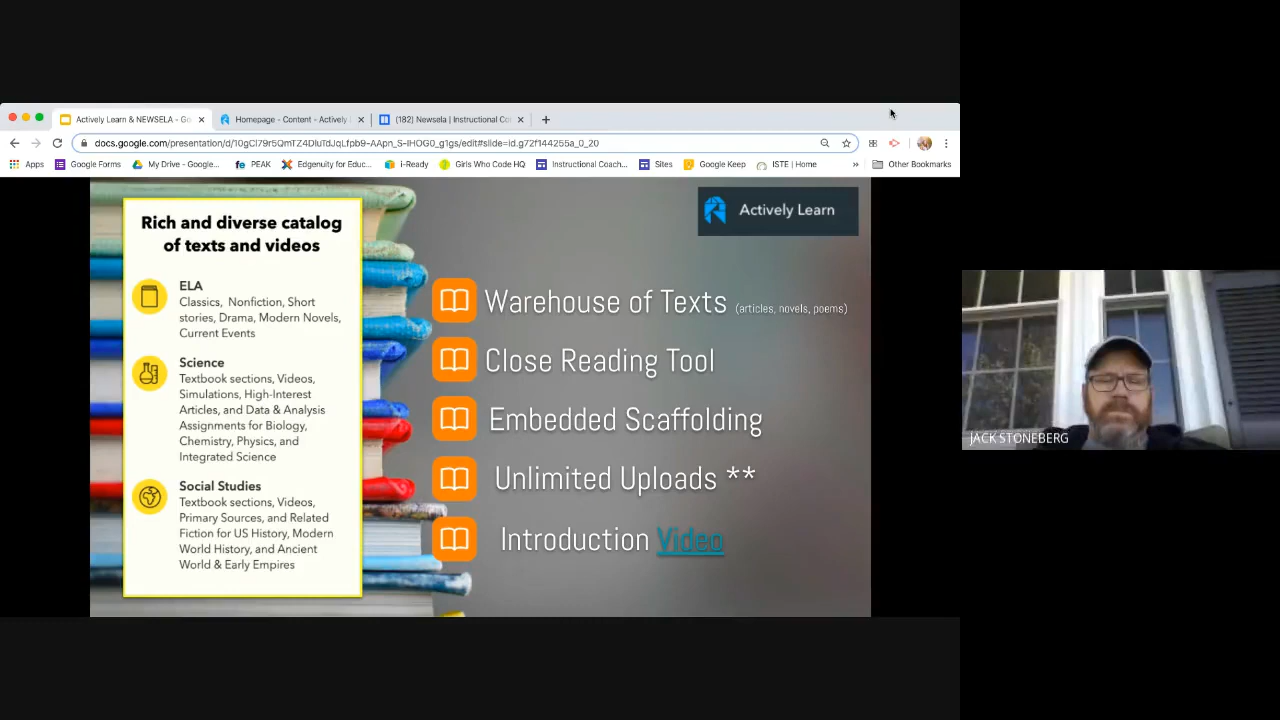 Actively Learn & NEWSELA - Go
Homepage - Content - Actively
(182) Newsela | Instructional Co
docs.google.com/presentation/d/10gCl79r5QmTZ4DluTdJqLfpb9-AApn_S-IHOG0_g1gs/edit#slide=id.g72f144255a_0_20
Apps
Google Forms
My Drive - Google...
PEAK
Edgenuity for Educ...
i-Ready
Girls Who Code HQ
Instructional Coach...
Sites
Google Keep
ISTE | Home
»
Other Bookmarks
Rich and diverse catalog
of texts and videos
ELA
Classics, Nonfiction, Short
stories, Drama, Modern Novels,
Current Events
Science
Textbook sections, Videos,
Simulations, High-Interest
Articles, and Data & Analysis
Assignments for Biology,
Chemistry, Physics, and
Integrated Science
Social Studies
Textbook sections, Videos,
Primary Sources, and Related
Fiction for US History, Modern
World History, and Ancient
World & Early Empires
Actively Learn
Warehouse of Texts (articles, novels, poems)
Close Reading Tool
Embedded Scaffolding
Unlimited Uploads **
Introduction Video
JACK STONEBERG